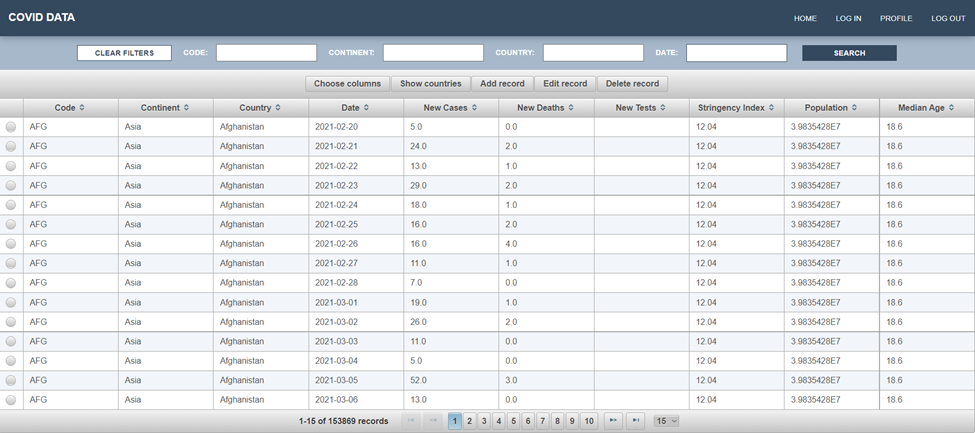 COVID DATA HOME LOG IN PROFILE LOG OUT
CLEAR FILTERS CODE: CONTINENT: COUNTRY: DATE: SEARCH
Choose columns Show countries Add record Edit record Delete record
Code Continent Country Date New Cases New Deaths New Tests Stringency Index Population Median Age
AFG Asia Afghanistan 2021-02-20 5.0 0.0 12.04 3.9835428E7 18.6
AFG Asia Afghanistan 2021-02-21 24.0 2.0 12.04 3.9835428E7 18.6
AFG Asia Afghanistan 2021-02-22 13.0 1.0 12.04 3.9835428E7 18.6
AFG Asia Afghanistan 2021-02-23 29.0 2.0 12.04 3.9835428E7 18.6
AFG Asia Afghanistan 2021-02-24 18.0 1.0 12.04 3.9835428E7 18.6
AFG Asia Afghanistan 2021-02-25 16.0 2.0 12.04 3.9835428E7 18.6
AFG Asia Afghanistan 2021-02-26 16.0 4.0 12.04 3.9835428E7 18.6
AFG Asia Afghanistan 2021-02-27 11.0 1.0 12.04 3.9835428E7 18.6
AFG Asia Afghanistan 2021-02-28 7.0 0.0 12.04 3.9835428E7 18.6
AFG Asia Afghanistan 2021-03-01 19.0 1.0 12.04 3.9835428E7 18.6
AFG Asia Afghanistan 2021-03-02 26.0 2.0 12.04 3.9835428E7 18.6
AFG Asia Afghanistan 2021-03-03 11.0 0.0 12.04 3.9835428E7 18.6
AFG Asia Afghanistan 2021-03-04 5.0 0.0 12.04 3.9835428E7 18.6
AFG Asia Afghanistan 2021-03-05 52.0 3.0 12.04 3.9835428E7 18.6
AFG Asia Afghanistan 2021-03-06 13.0 0.0 12.04 3.9835428E7 18.6
1-15 of 153869 records 1 2 3 4 5 6 7 8 9 10 15